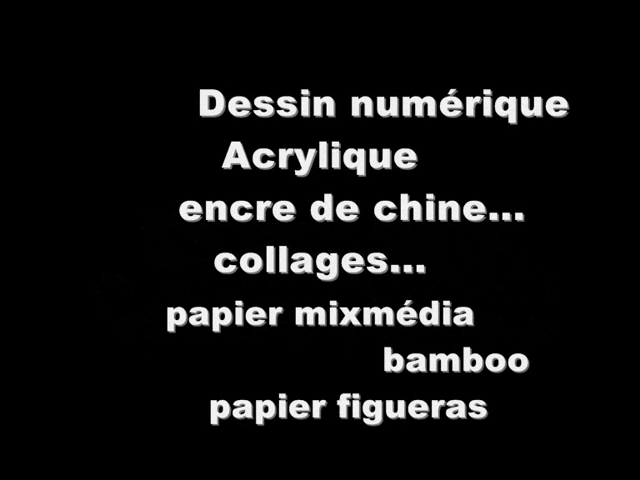 Dessin numérique
Acrylique
encre de chine...
collages...
papier mixmédia
bamboo
papier figueras